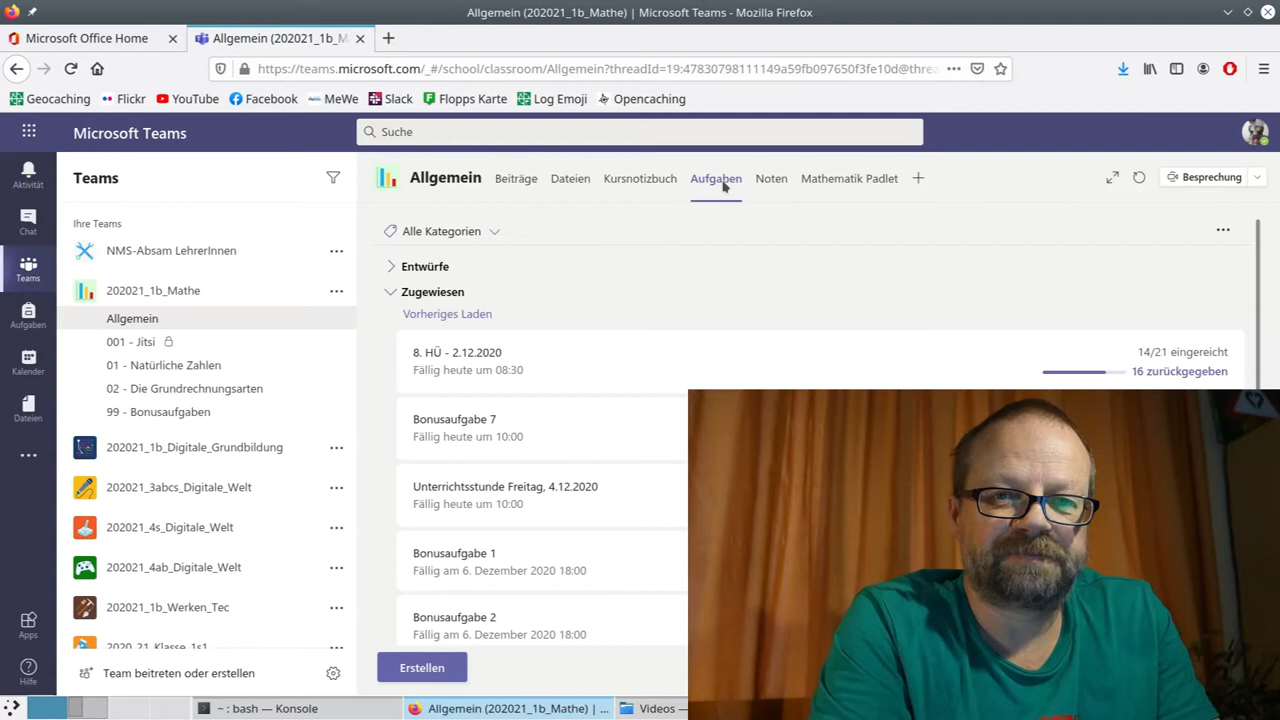 Allgemein (202021_1b_Mathe) | Microsoft Teams - Mozilla Firefox
Microsoft Office Home
Allgemein (202021_1b_M
https://teams.microsoft.com/_#/school/classroom/Allgemein?threadId=19:47830798111149a59fb097650f3fe10d@threa
Geocaching
Flickr
YouTube
Facebook
MeWe
Slack
Flopps Karte
Log Emoji
Opencaching
Microsoft Teams
Suche
Aktivität
Chat
Teams
Aufgaben
Kalender
Dateien
Apps
Hilfe
Teams
Ihre Teams
NMS-Absam LehrerInnen
202021_1b_Mathe
Allgemein
001 - Jitsi
01 - Natürliche Zahlen
02 - Die Grundrechnungsarten
99 - Bonusaufgaben
202021_1b_Digitale_Grundbildung
202021_3abcs_Digitale_Welt
202021_4s_Digitale_Welt
202021_4ab_Digitale_Welt
202021_1b_Werken_Tec
2020_21_Klasse_1s1
Team beitreten oder erstellen
Allgemein
Beiträge
Dateien
Kursnotizbuch
Aufgaben
Noten
Mathematik Padlet
Besprechung
Alle Kategorien
Entwürfe
Zugewiesen
Vorheriges Laden
8. HÜ - 2.12.2020
Fällig heute um 08:30
14/21 eingereicht
16 zurückgegeben
Bonusaufgabe 7
Fällig heute um 10:00
Unterrichtsstunde Freitag, 4.12.2020
Fällig heute um 10:00
Bonusaufgabe 1
Fällig am 6. Dezember 2020 18:00
Bonusaufgabe 2
Fällig am 6. Dezember 2020 18:00
Erstellen
~ : bash — Konsole
Allgemein (202021_1b_Mathe) | ...
Videos —